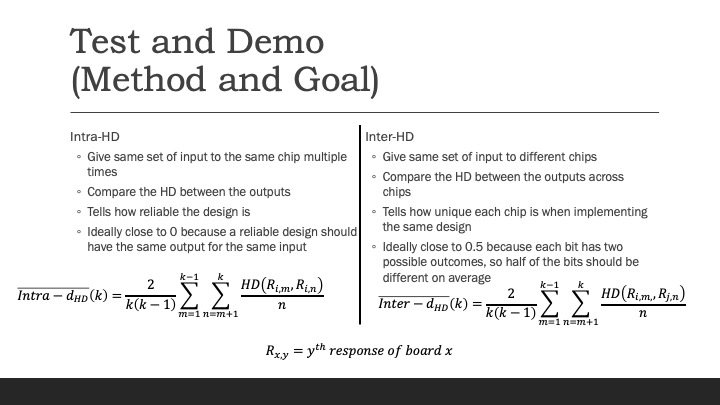 Test and Demo
(Method and Goal)
Intra-HD
◦ Give same set of input to the same chip multiple
times
◦ Compare the HD between the outputs
◦ Tells how reliable the design is
◦ Ideally close to 0 because a reliable design should
have the same output for the same input
$\overline{Intra-d_{HD}}(k) = \frac{2}{k(k-1)} \sum_{m=1}^{k-1} \sum_{n=m+1}^{k} \frac{HD(R_{i,m}, R_{i,n})}{n}$
Inter-HD
◦ Give same set of input to different chips
◦ Compare the HD between the outputs across
chips
◦ Tells how unique each chip is when implementing
the same design
◦ Ideally close to 0.5 because each bit has two
possible outcomes, so half of the bits should be
different on average
$\overline{Inter-d_{HD}}(k) = \frac{2}{k(k-1)} \sum_{m=1}^{k-1} \sum_{n=m+1}^{k} \frac{HD(R_{i,m,}, R_{j,n})}{n}$
$R_{x,y} = y^{th}\ response\ of\ board\ x$